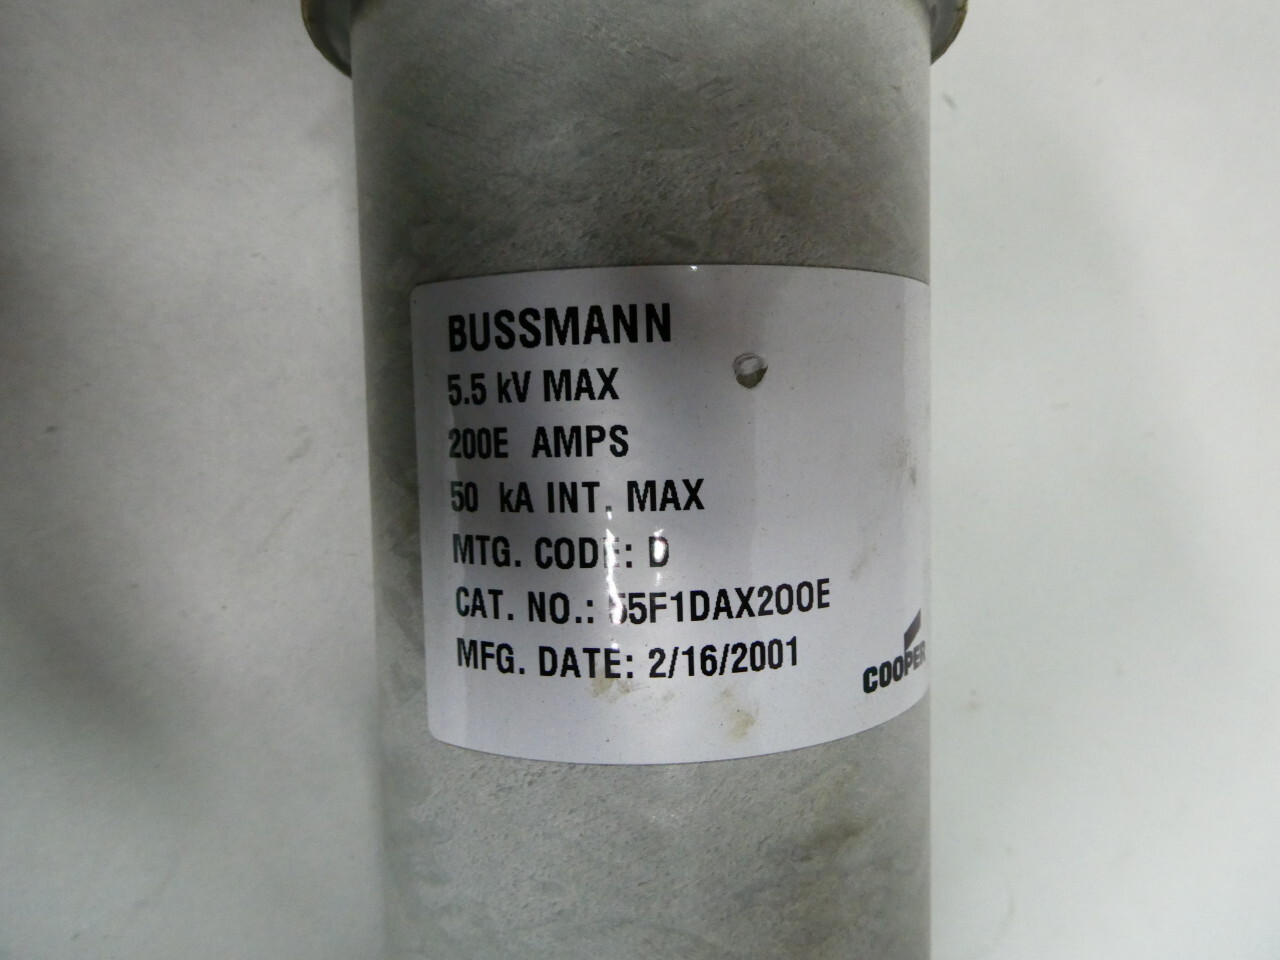 BUSSMANN
5.5 kV MAX
200E AMPS
50 kA INT. MAX
MTG. CODE: D
CAT. NO.: 55F1DAX200E
MFG. DATE: 2/16/2001
COOPER